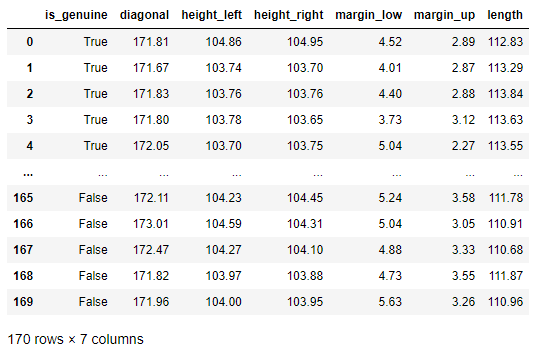 is_genuine diagonal height_left height_right margin_low margin_up length
0 True 171.81 104.86 104.95 4.52 2.89 112.83
1 True 171.67 103.74 103.70 4.01 2.87 113.29
2 True 171.83 103.76 103.76 4.40 2.88 113.84
3 True 171.80 103.78 103.65 3.73 3.12 113.63
4 True 172.05 103.70 103.75 5.04 2.27 113.55
... ... ... ... ... ... ... ...
165 False 172.11 104.23 104.45 5.24 3.58 111.78
166 False 173.01 104.59 104.31 5.04 3.05 110.91
167 False 172.47 104.27 104.10 4.88 3.33 110.68
168 False 171.82 103.97 103.88 4.73 3.55 111.87
169 False 171.96 104.00 103.95 5.63 3.26 110.96
170 rows × 7 columns